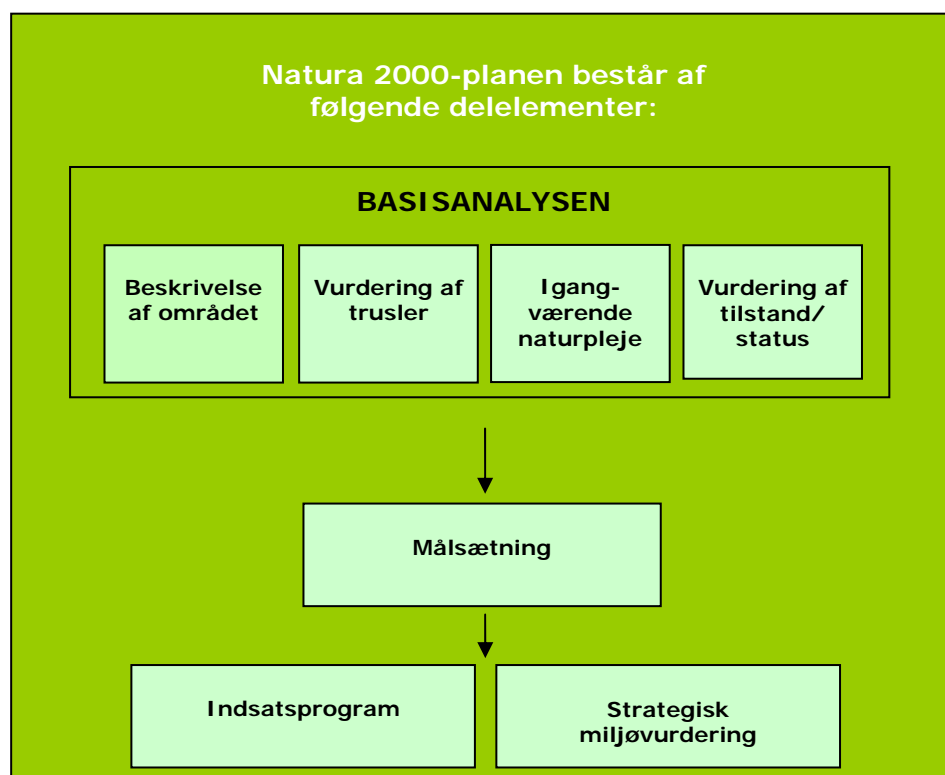 Natura 2000-planen består af
følgende delelementer:
BASISANALYSEN
Beskrivelse
af området
Vurdering af
trusler
Igang-
værende
naturpleje
Vurdering af
tilstand/
status
Målsætning
Indsatsprogram
Strategisk
miljøvurdering